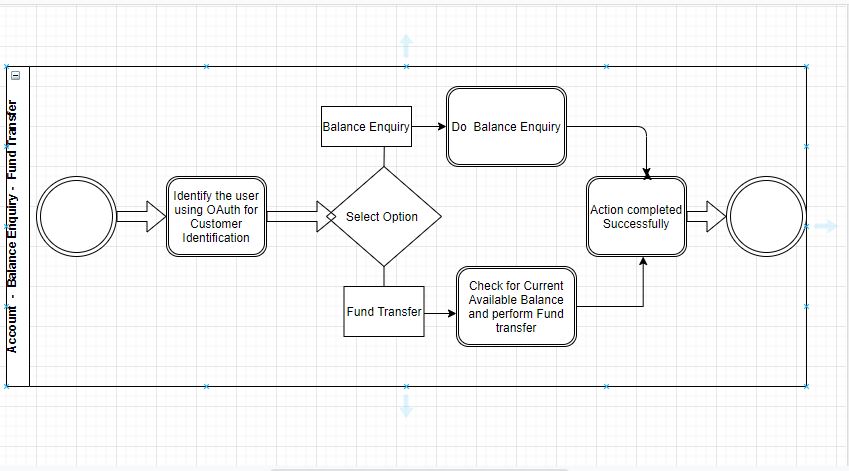 Account - Balance Enquiry - Fund Transfer
Balance Enquiry
Do Balance Enquiry
Identify the user
using OAuth for
Customer
Identification
Select Option
Action completed
Successfully
Fund Transfer
Check for Current
Available Balance
and perform Fund
transfer